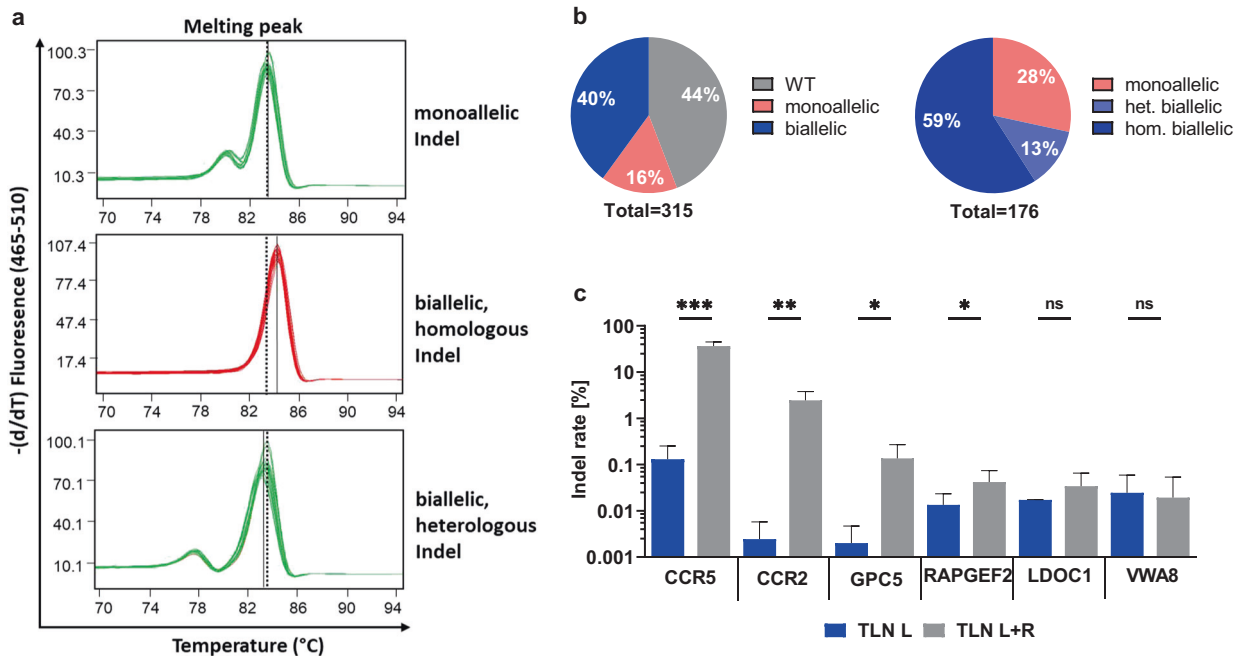 a
Melting peak
-(d/dT) Fluoresence (465-510)
100.3
70.3
40.3
10.3
70 74 78 82 86 90 94
monoallelic
Indel
107.4
77.4
47.4
17.4
70 74 78 82 86 90 94
biallelic,
homologous
Indel
100.1
70.1
40.1
10.1
70 74 78 82 86 90 94
biallelic,
heterologous
Indel
Temperature (°C)
b
40%
44%
16%
Total=315
WT
monoallelic
biallelic
28%
59%
13%
Total=176
monoallelic
het. biallelic
hom. biallelic
c
*** ** * * ns ns
Indel rate [%]
100
10
1
0.1
0.01
0.001
CCR5 CCR2 GPC5 RAPGEF2 LDOC1 VWA8
TLN L TLN L+R